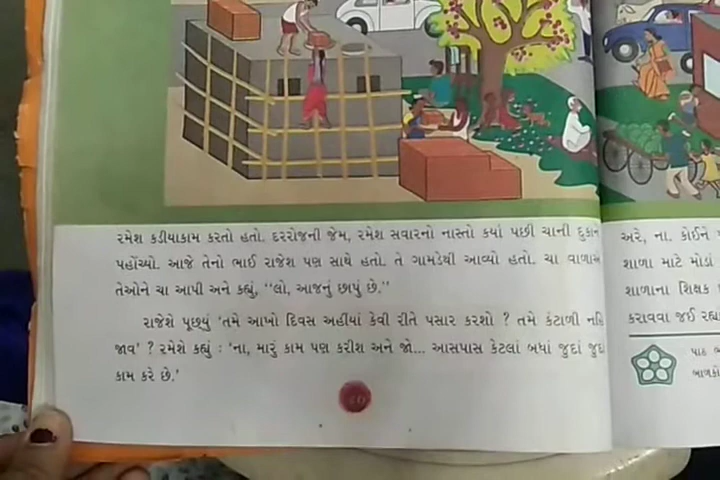 રમેશ કડીયાકામ કરતો હતો. દરરોજની જેમ, રમેશ સવારનો નાસ્તો કર્યા પછી ચાની દુકાન
પહોંચ્યો. આજે તેનો ભાઈ રાજેશ પણ સાથે હતો. તે ગામડેથી આવ્યો હતો. ચા વાળાએ
તેઓને ચા આપી અને કહ્યું, “લો, આજનું છાપું છે.”
રાજેશે પૂછ્યું ‘તમે આખો દિવસ અહીંયાં કેવી રીતે પસાર કરશો ? તમે કંટાળી નહિ
જાવ’ ? રમેશે કહ્યું : ‘ના, મારું કામ પણ કરીશ અને જો... આસપાસ કેટલાં બધાં જુદાં જુદાં
કામ કરે છે.’
અરે, ના. કોઈને
શાળા માટે મોડાં
શાળાના શિક્ષક
કરાવવા જઈ રહ્યા
પાઠ
બાળકો